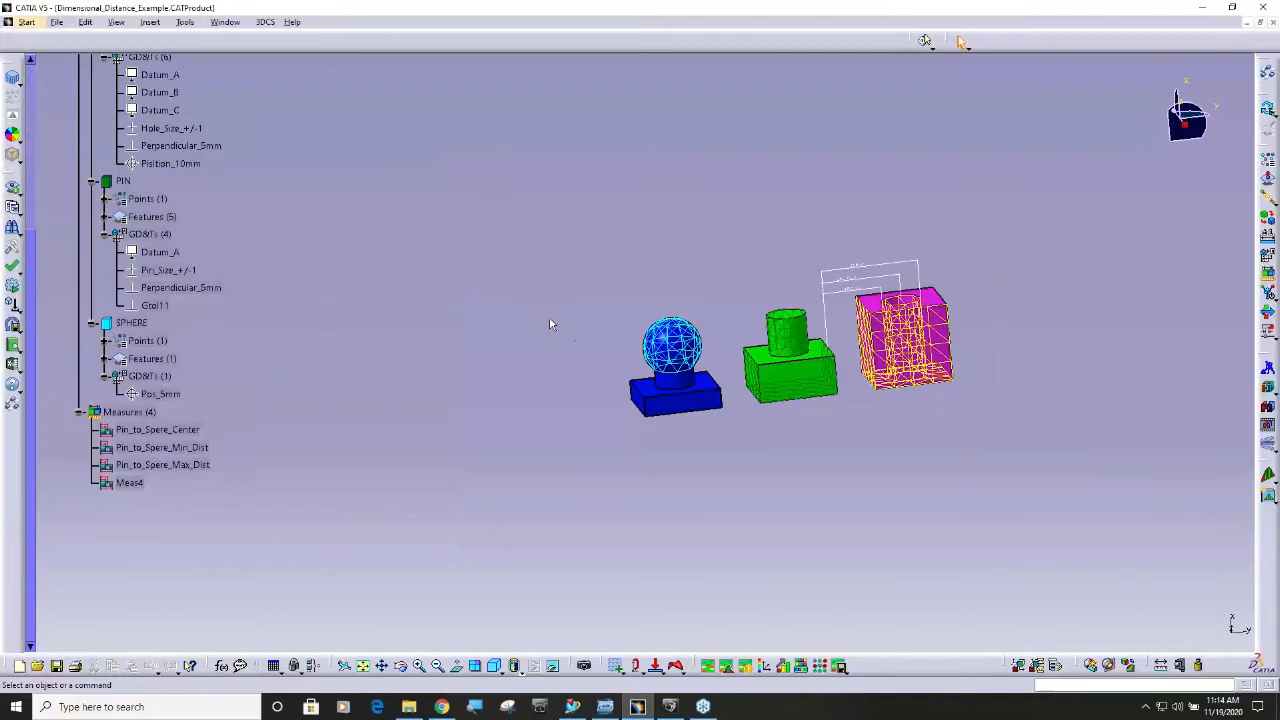 CATIA V5 - [Dimensional_Distance_Example.CATProduct]
Start File Edit View Insert Tools Window 3DCS Help
GD&Ts (6)
Datum_A
Datum_B
Datum_C
Hole_Size_+/-1
Perpendicular_5mm
Pisition_10mm
PIN
Points (1)
Features (5)
GD&Ts (4)
Datum_A
Pin_Size_+/-1
Perpendicular_5mm
Crol11
SPHERE
Points (1)
Features (1)
GD&Ts (1)
Pos_5mm
Measures (4)
Pin_to_Spere_Center
Pin_to_Spere_Min_Dist
Pin_to_Spere_Max_Dist
Meas4
x
y
x
y
f(x)
CATIA
Select an object or a command
Type here to search
11:14 AM
11/19/2020